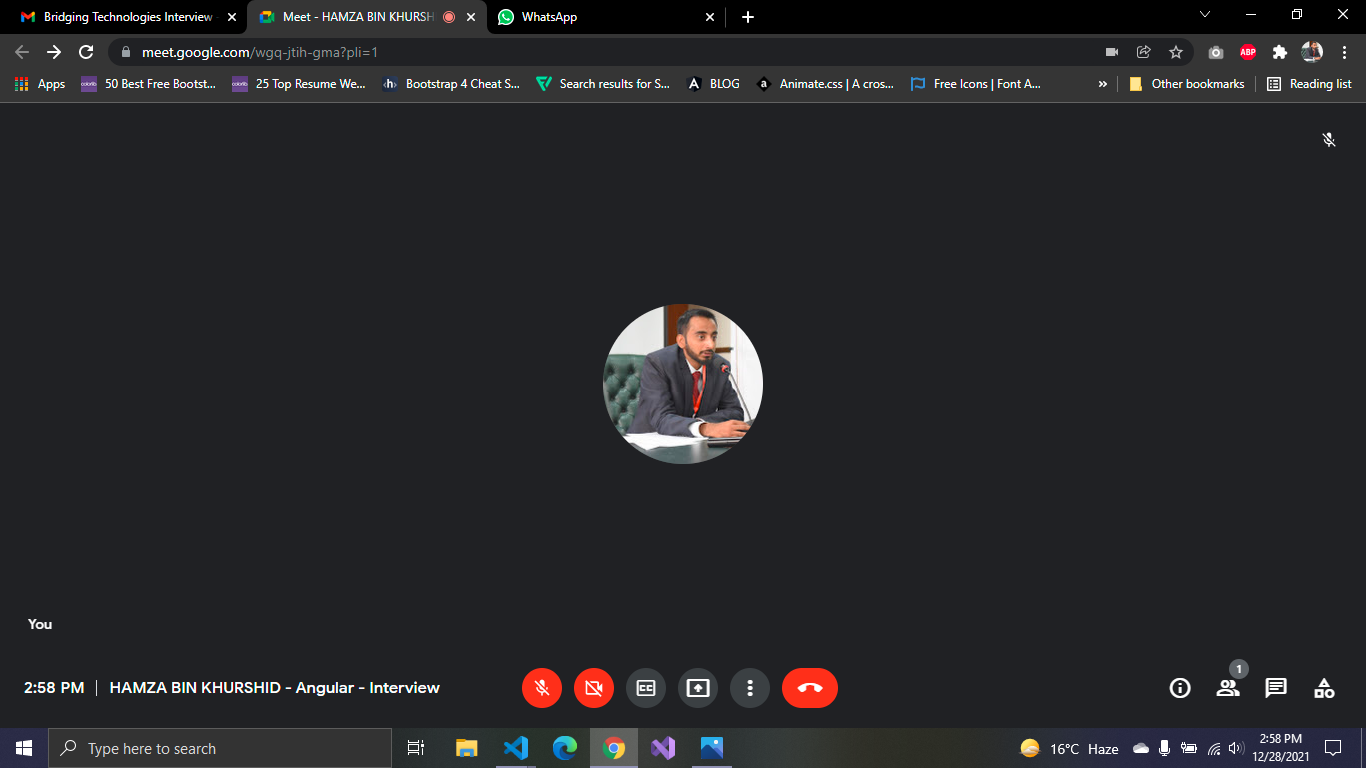 Bridging Technologies Interview
Meet - HAMZA BIN KHURSH
WhatsApp
meet.google.com/wgq-jtih-gma?pli=1
ABP
Apps
50 Best Free Bootst...
25 Top Resume We...
Bootstrap 4 Cheat S...
Search results for S...
BLOG
Animate.css | A cros...
Free Icons | Font A...
»
Other bookmarks
Reading list
You
2:58 PM | HAMZA BIN KHURSHID - Angular - Interview
1
Type here to search
16°C Haze
2:58 PM
12/28/2021